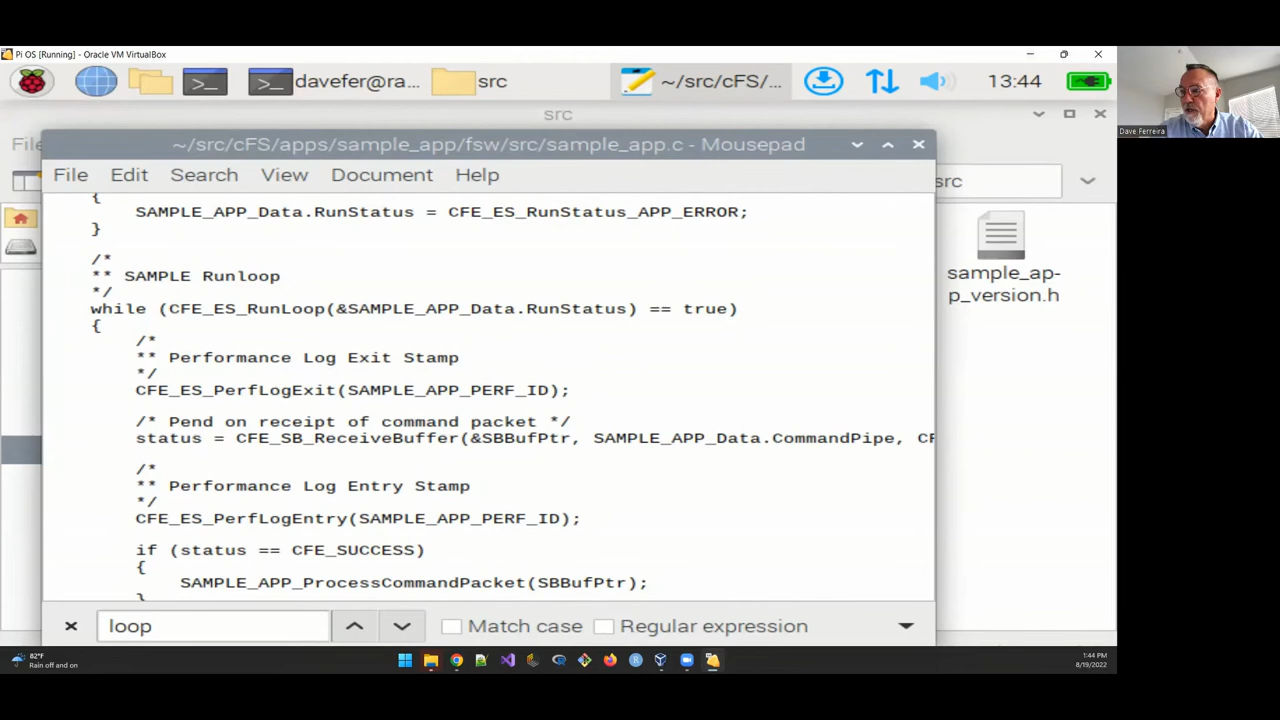 Pi OS [Running] - Oracle VM VirtualBox
davefer@ra...
src
~/src/cFS/...
13:44
src
~/src/cFS/apps/sample_app/fsw/src/sample_app.c - Mousepad
File
File Edit Search View Document Help
src
{
SAMPLE_APP_Data.RunStatus = CFE_ES_RunStatus_APP_ERROR;
}
/*
** SAMPLE Runloop
*/
while (CFE_ES_RunLoop(&SAMPLE_APP_Data.RunStatus) == true)
{
/*
** Performance Log Exit Stamp
*/
CFE_ES_PerfLogExit(SAMPLE_APP_PERF_ID);
/* Pend on receipt of command packet */
status = CFE_SB_ReceiveBuffer(&SBBufPtr, SAMPLE_APP_Data.CommandPipe, CF
/*
** Performance Log Entry Stamp
*/
CFE_ES_PerfLogEntry(SAMPLE_APP_PERF_ID);
if (status == CFE_SUCCESS)
{
SAMPLE_APP_ProcessCommandPacket(SBBufPtr);
}
sample_ap-
p_version.h
loop
Match case
Regular expression
82°F
Rain off and on
1:44 PM
8/19/2022
Dave Ferreira